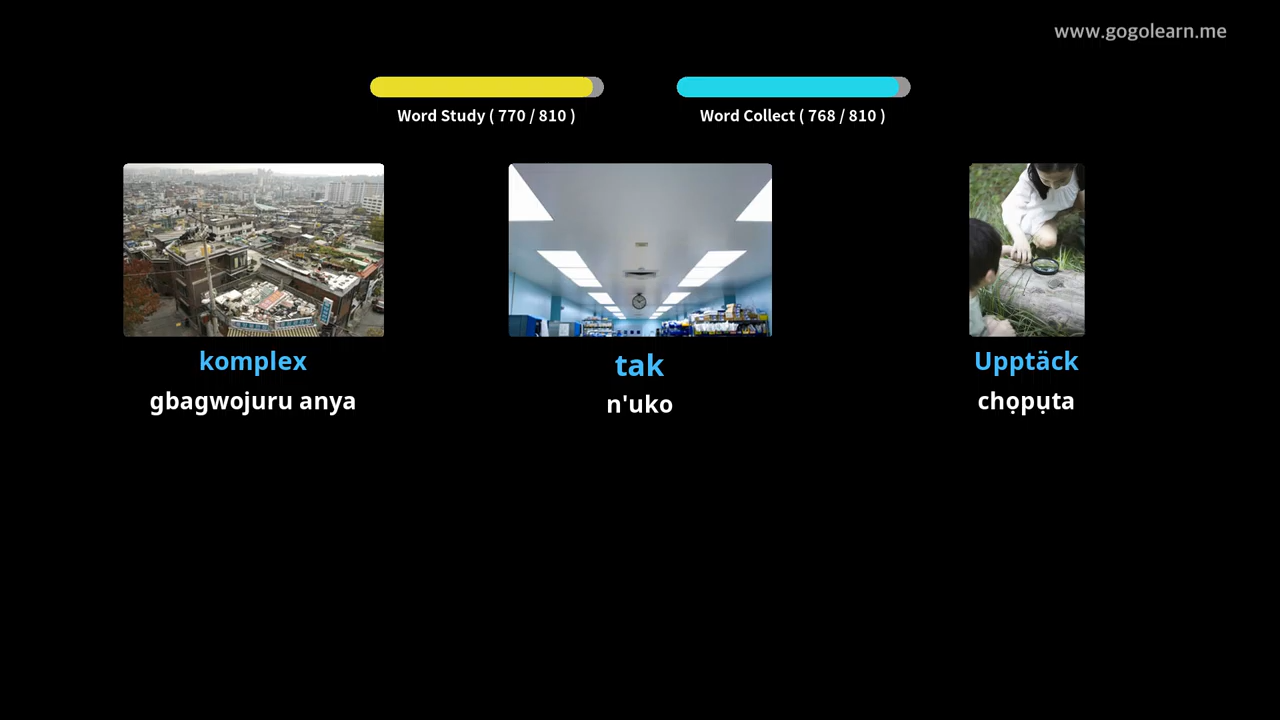 www.gogolearn.me
Word Study ( 770 / 810 )
Word Collect ( 768 / 810 )
komplex
gbagwojuru anya
tak
n'uko
Upptäck
chọpụta